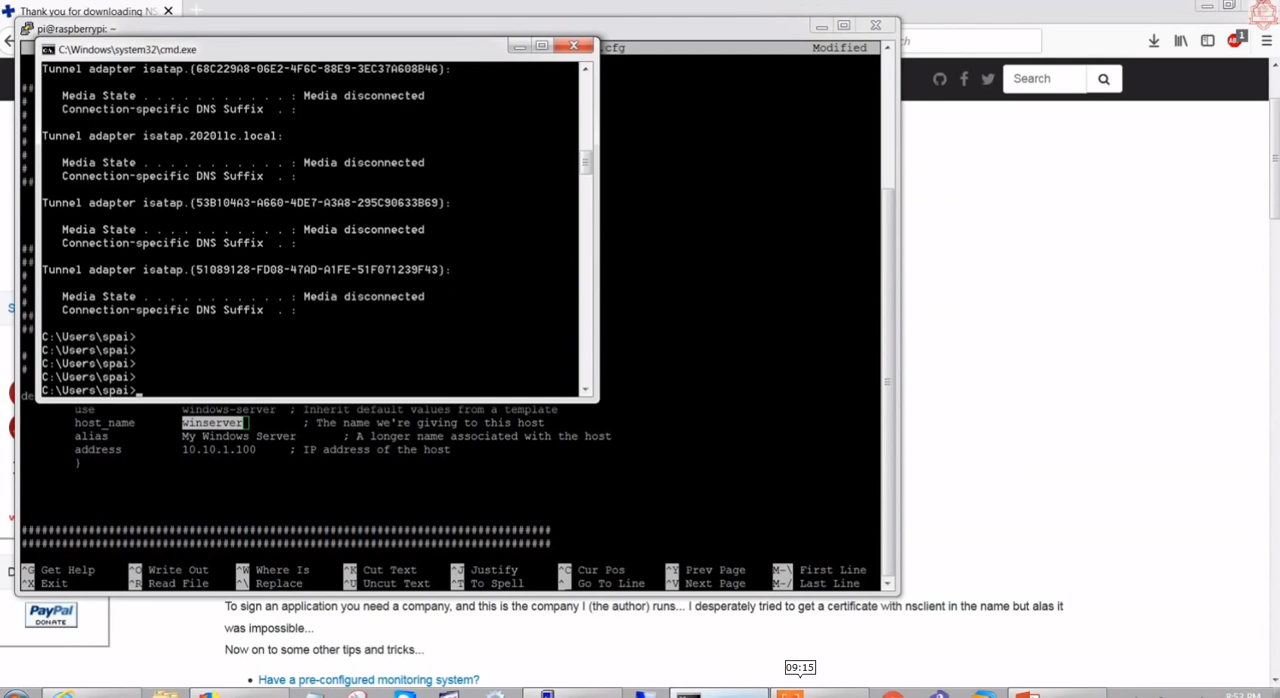 Thank you for downloading NS
pi@raspberrypi: ~
C:\Windows\system32\cmd.exe
.cfg
Modified
Search
Tunnel adapter isatap.{68C229A8-06E2-4F6C-88E9-3EC37A608B46}:
Media State . . . . . . . . . . . : Media disconnected
Connection-specific DNS Suffix  . :
Tunnel adapter isatap.2020llc.local:
Media State . . . . . . . . . . . : Media disconnected
Connection-specific DNS Suffix  . :
Tunnel adapter isatap.{53B104A3-A660-4DE7-A3A8-295C90633B69}:
Media State . . . . . . . . . . . : Media disconnected
Connection-specific DNS Suffix  . :
Tunnel adapter isatap.{51089128-FD08-47AD-A1FE-51F071239F43}:
Media State . . . . . . . . . . . : Media disconnected
Connection-specific DNS Suffix  . :
C:\Users\spai>
C:\Users\spai>
C:\Users\spai>
C:\Users\spai>
C:\Users\spai>_
use windows-server ; Inherit default values from a template
host_name winserver ; The name we're giving to this host
alias My Windows Server ; A longer name associated with the host
address 10.10.1.100 ; IP address of the host
}
###############################################################################
###############################################################################
^G Get Help ^O Write Out ^W Where Is ^K Cut Text ^J Justify ^C Cur Pos ^Y Prev Page M-\ First Line
^X Exit ^R Read File ^\ Replace ^U Uncut Text ^T To Spell ^_ Go To Line ^V Next Page M-/ Last Line
PayPal
DONATE
To sign an application you need a company, and this is the company I (the author) runs... I desperately tried to get a certificate with nsclient in the name but alas it
was impossible...
Now on to some other tips and tricks...
• Have a pre-configured monitoring system?
09:15
8:53 PM